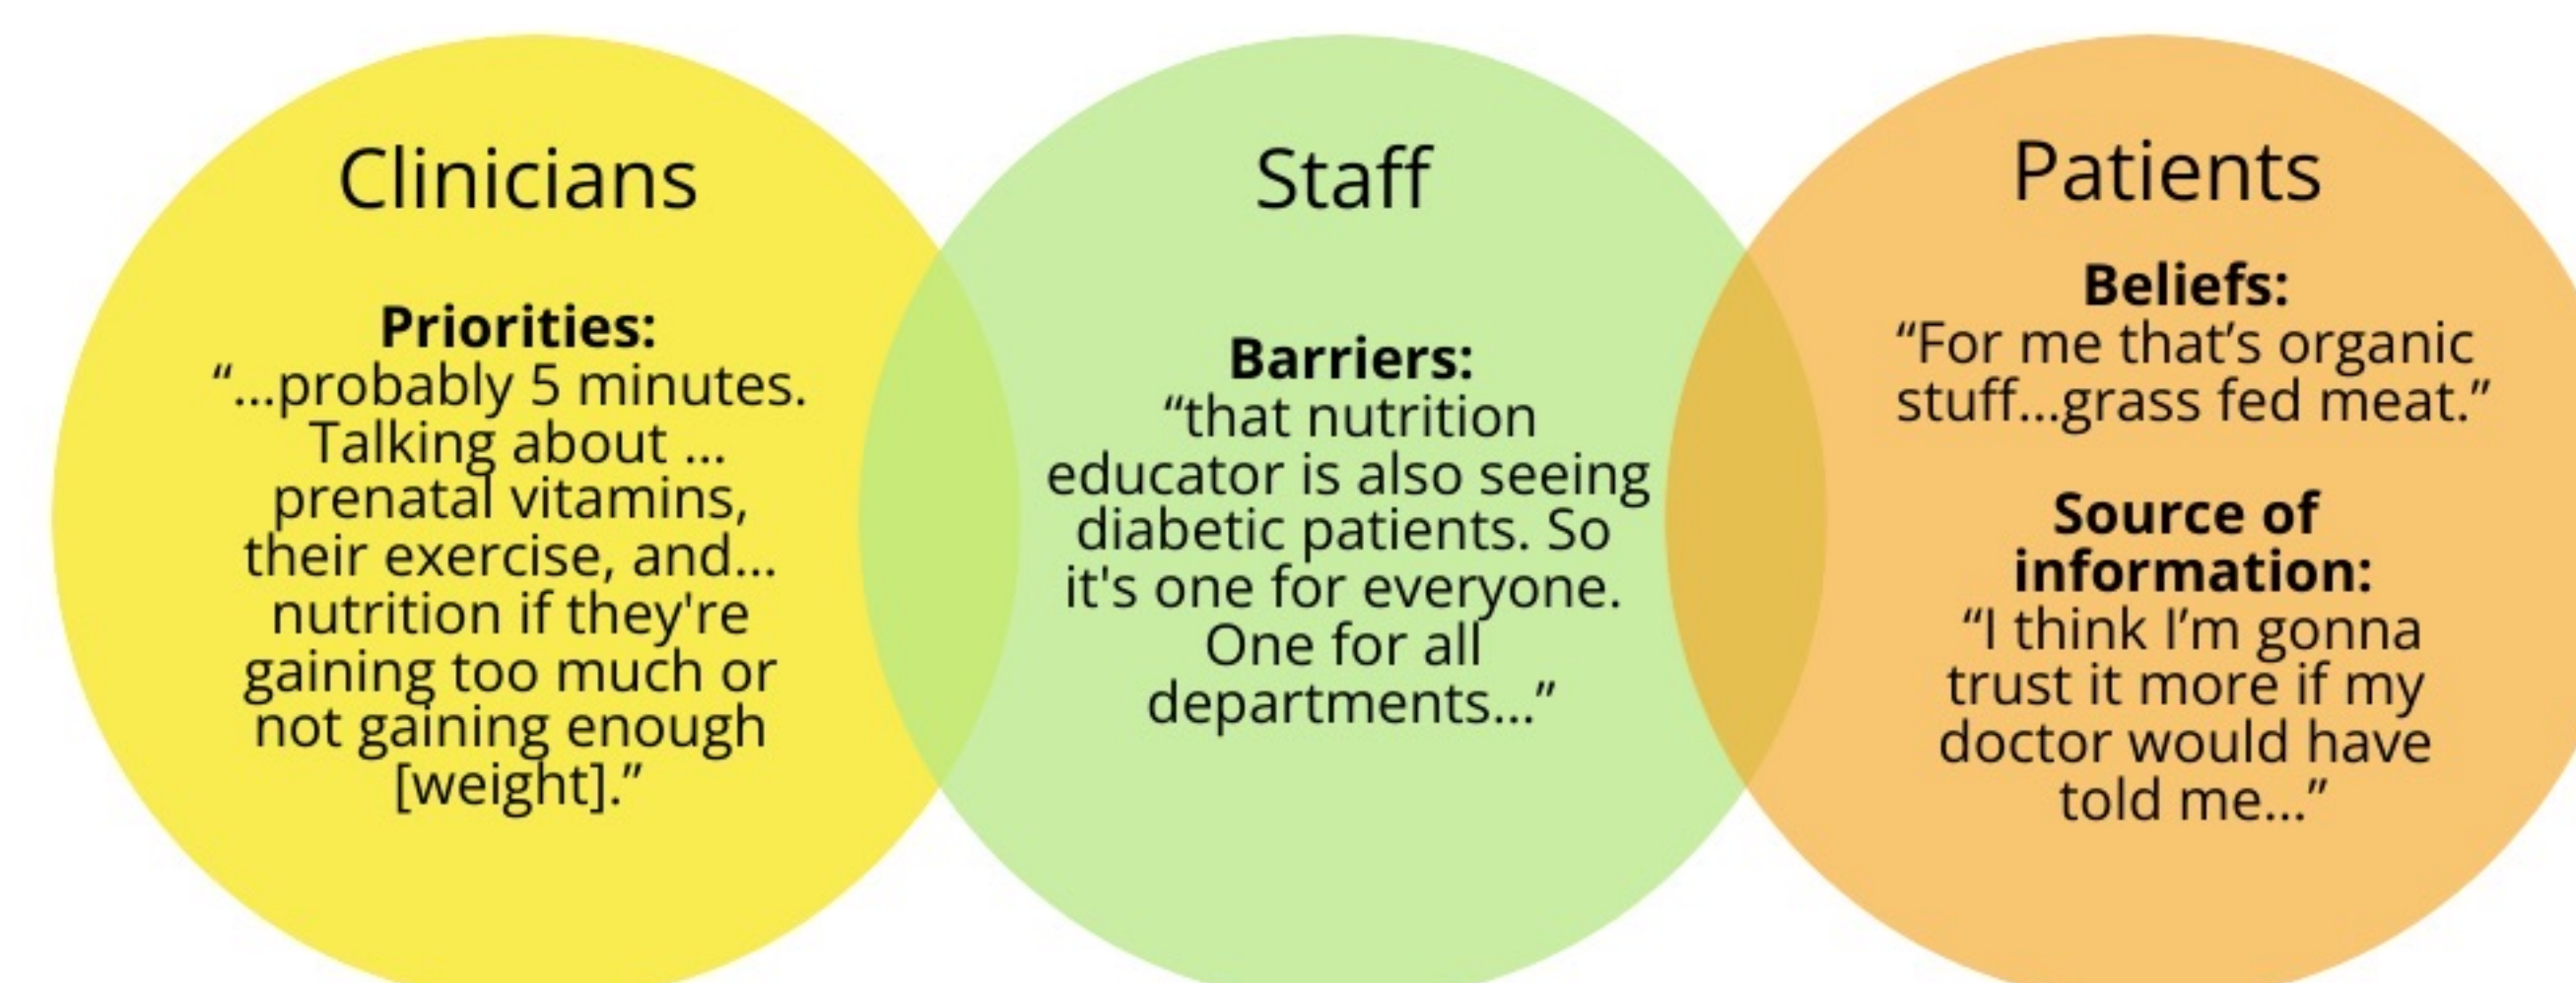 Clinicians
Priorities:
“...probably 5 minutes.
Talking about ...
prenatal vitamins,
their exercise, and...
nutrition if they're
gaining too much or
not gaining enough
[weight].”
Staff
Barriers:
“that nutrition
educator is also seeing
diabetic patients. So
it's one for everyone.
One for all
departments...”
Patients
Beliefs:
“For me that’s organic
stuff...grass fed meat.”
Source of
information:
“I think I’m gonna
trust it more if my
doctor would have
told me...”